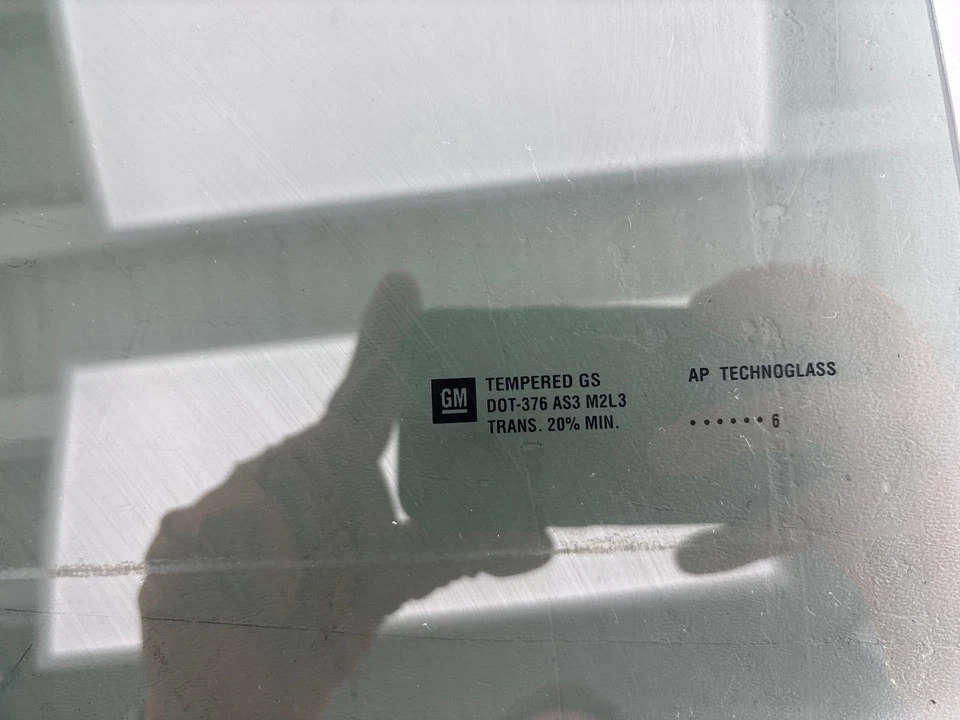 GM
TEMPERED GS
DOT-376 AS3 M2L3
TRANS. 20% MIN.
AP TECHNOGLASS
······6